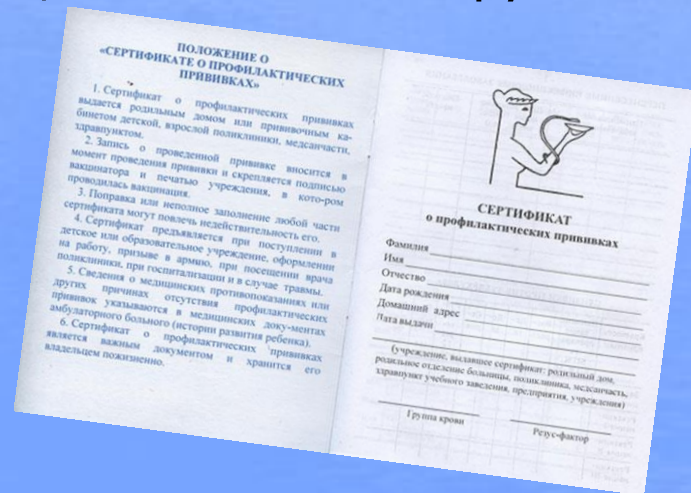 ПОЛОЖЕНИЕ О
«СЕРТИФИКАТЕ О ПРОФИЛАКТИЧЕСКИХ
ПРИВИВКАХ»
1. Сертификат о профилактических прививках
выдается родильным домом или прививочным ка-
бинетом детской, взрослой поликлиники, медсанчасти,
здравпунктом.
2. Запись о проведенной прививке вносится в
момент проведения прививки и скрепляется подписью
вакцинатора и печатью учреждения, в кото-ром
проводилась вакцинация.
3. Поправка или неполное заполнение любой части
сертификата могут повлечь недействительность его.
4. Сертификат предъявляется при поступлении в
детское или образовательное учреждение, оформлении
на работу, призыве в армию, при посещении врача
поликлиники, при госпитализации и в случае травмы.
5. Сведения о медицинских противопоказаниях или
других причинах отсутствия профилактических
прививок указываются в медицинских доку-ментах
амбулаторного больного (истории развития ребенка).
6. Сертификат о профилактических прививках
является важным документом и хранится его
владельцем пожизненно.
СЕРТИФИКАТ
о профилактических прививках
Фамилия
Имя
Отчество
Дата рождения
Домашний адрес
Дата выдачи
(учреждение, выдавшее сертификат: родильный дом,
родильное отделение больницы, поликлиника, медсанчасть,
здравпункт учебного заведения, предприятия, учреждения)
Группа крови
Резус-фактор